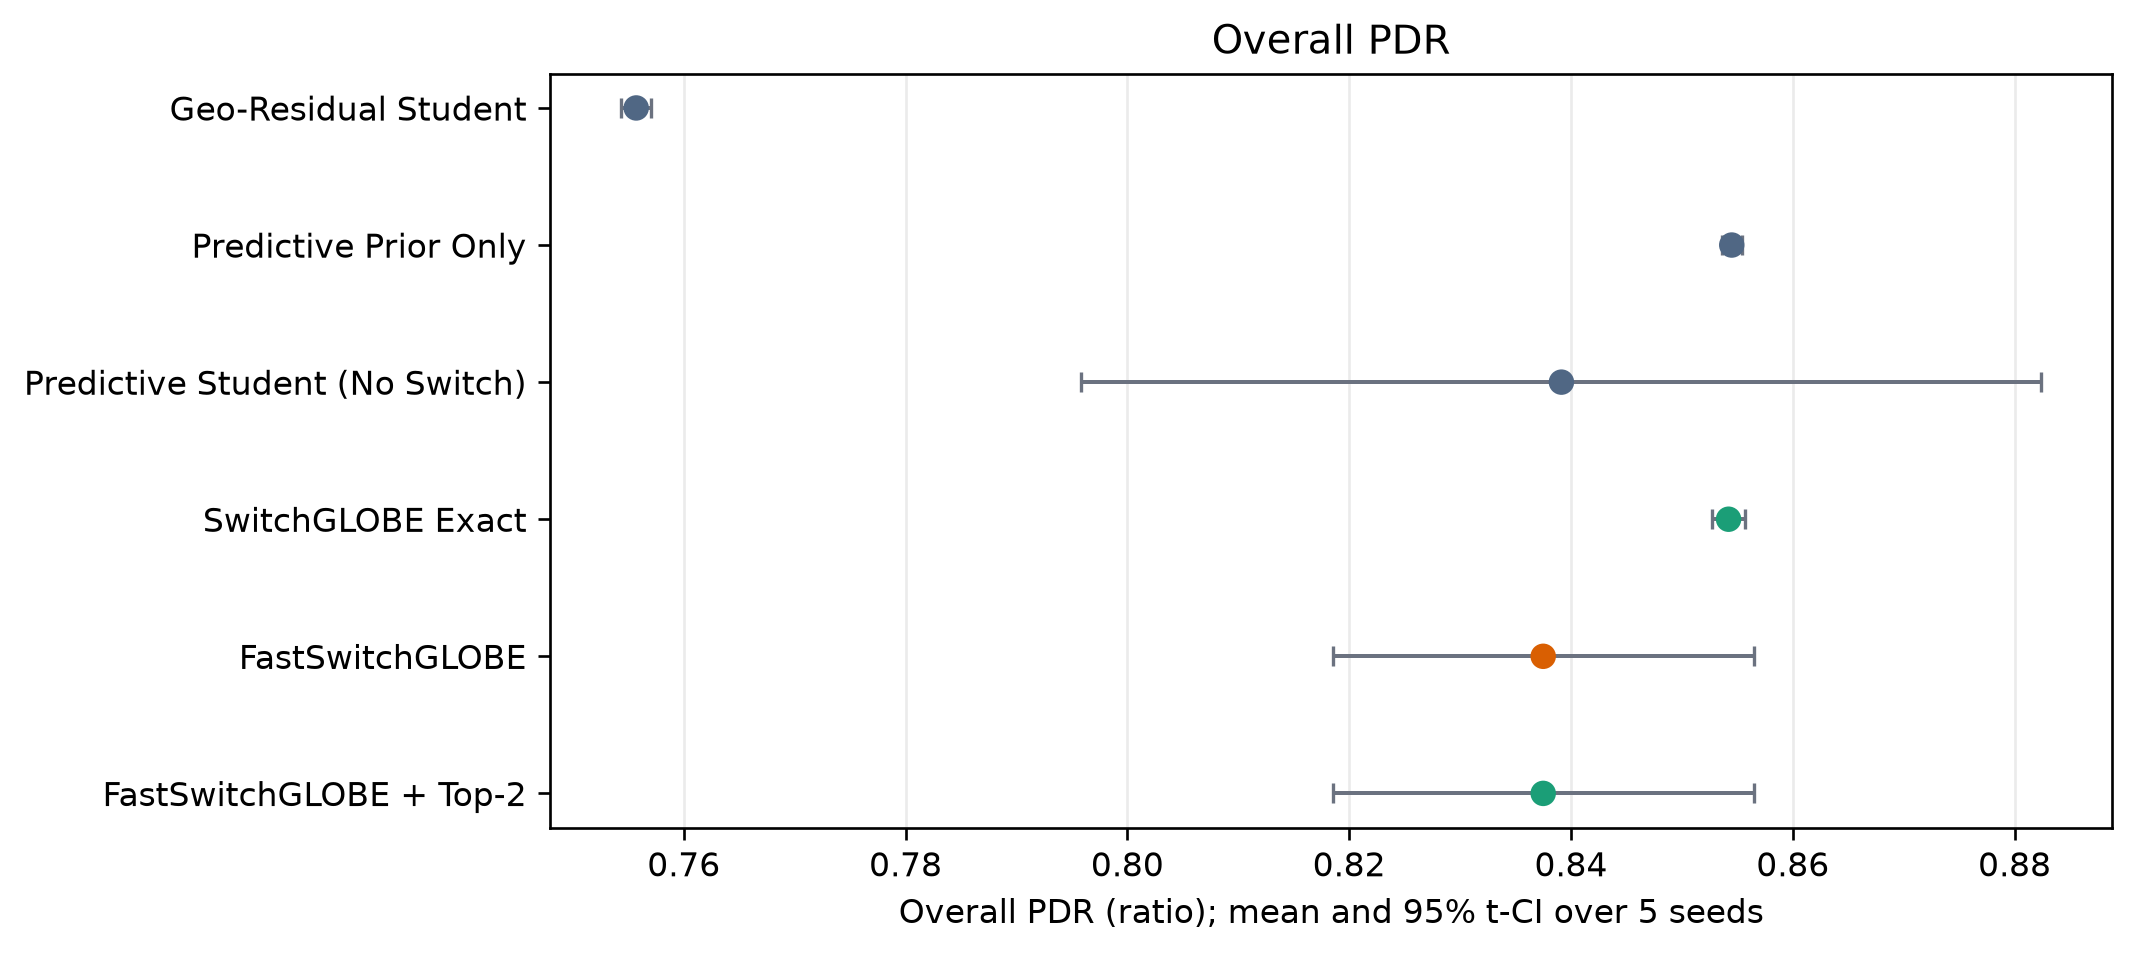 Overall PDR
Geo-Residual Student
Predictive Prior Only
Predictive Student (No Switch)
SwitchGLOBE Exact
FastSwitchGLOBE
FastSwitchGLOBE + Top-2
0.76 0.78 0.80 0.82 0.84 0.86 0.88
Overall PDR (ratio); mean and 95% t-CI over 5 seeds